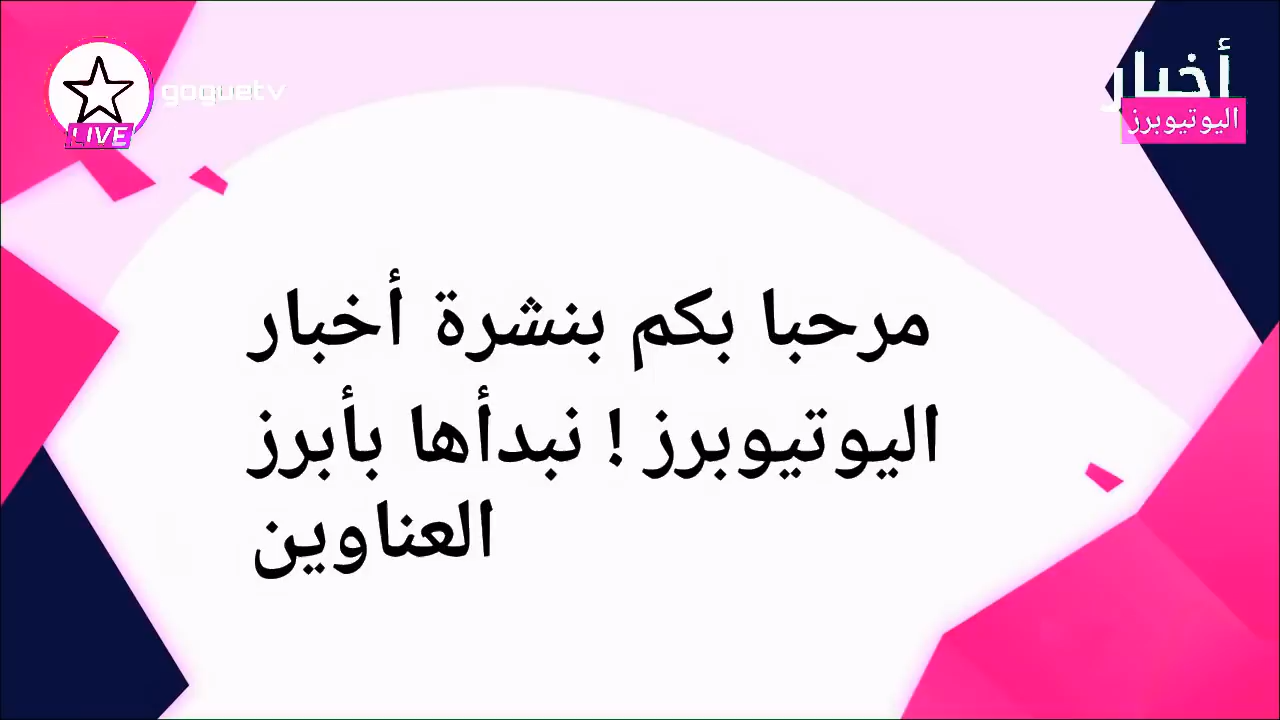 goguetv
LIVE
أخبار
اليوتيوبرز
مرحبا بكم بنشرة أخبار
اليوتيوبرز ! نبدأها بأبرز
العناوين